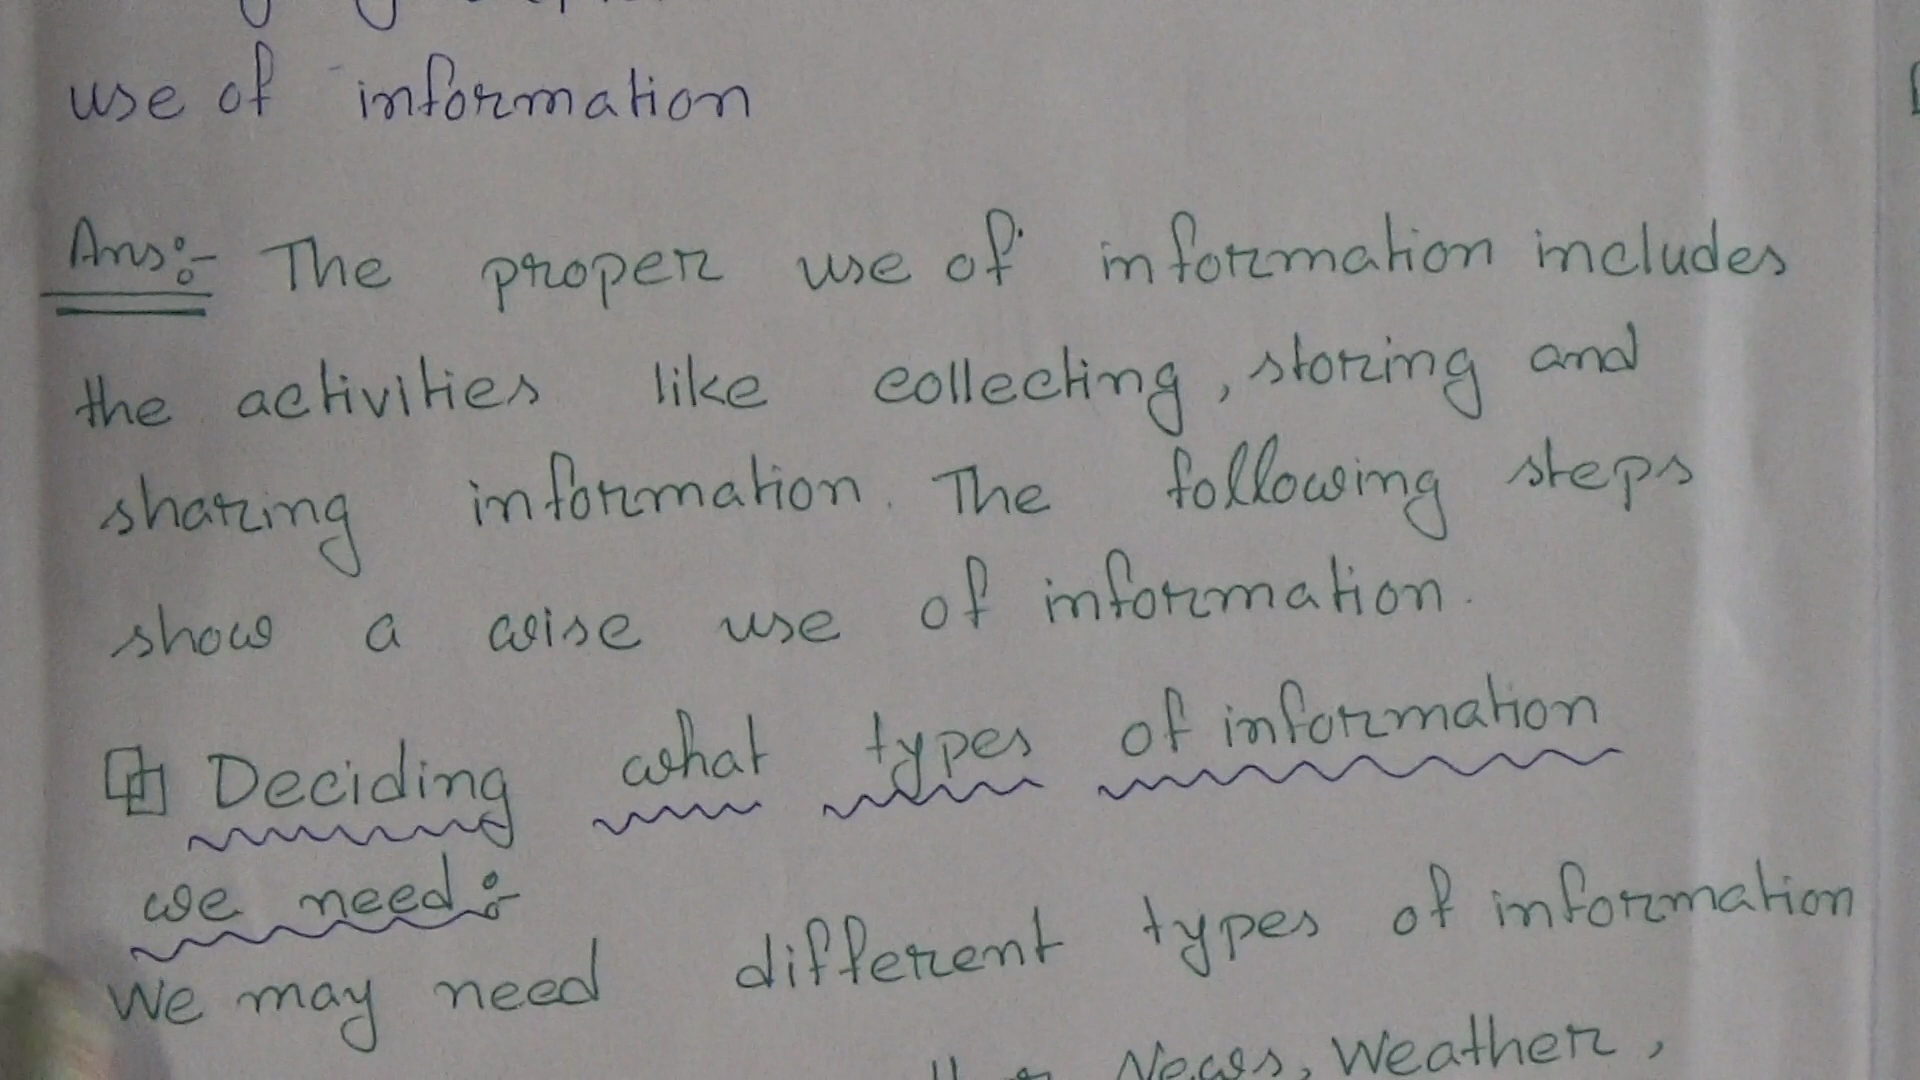 use of information
Ans:- The proper use of information includes
the activities like collecting, storing and
sharing information. The following steps
show a wise use of information.
Deciding what types of information
we need:-
We may need different types of information
News, Weather,